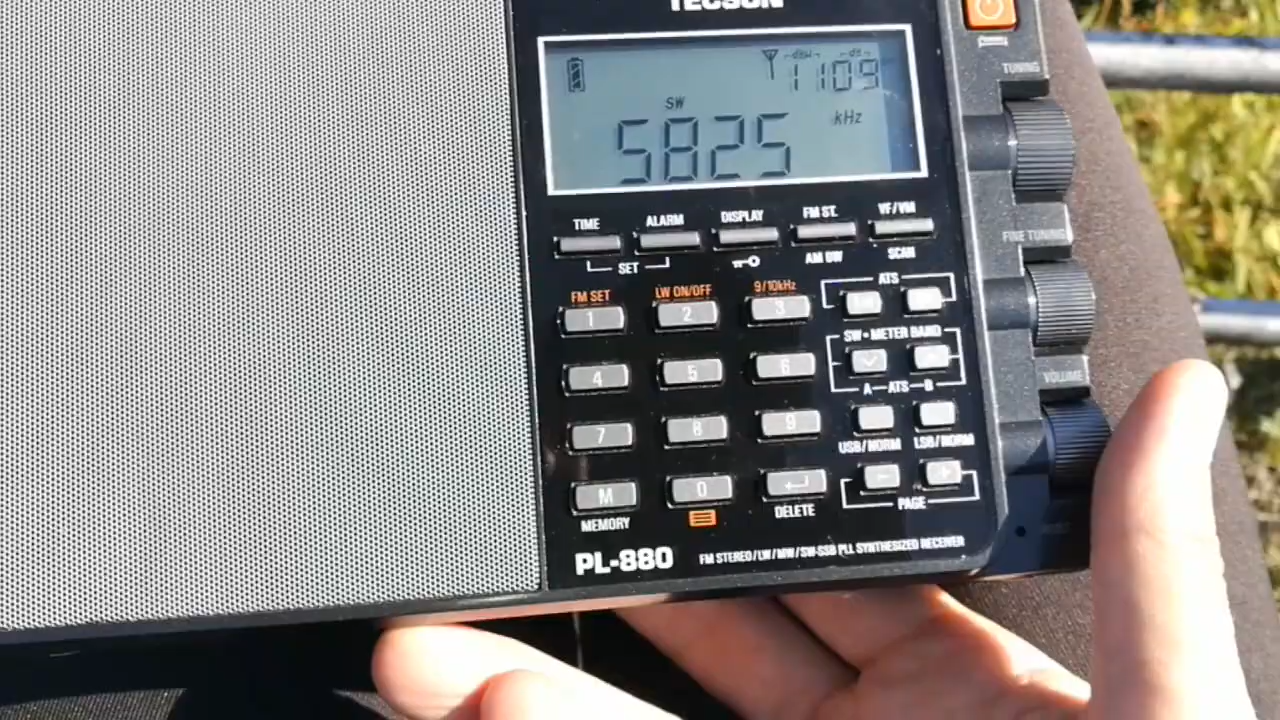 TECSUN
dBµ dB
1109
SW
5825 kHz
TUNING
TIME ALARM DISPLAY FM ST. VF/VM
SET AM BW SCAN
FINE TUNING
FM SET LW ON/OFF 9/10kHz ATS
1 2 3
SW • METER BAND
4 5 6
A — ATS — B
VOLUME
7 8 9
USB/NORM LSB/NORM
M 0
MEMORY DELETE PAGE
PL-880 FM STEREO/LW/MW/SW-SSB PLL SYNTHESIZED RECEIVER